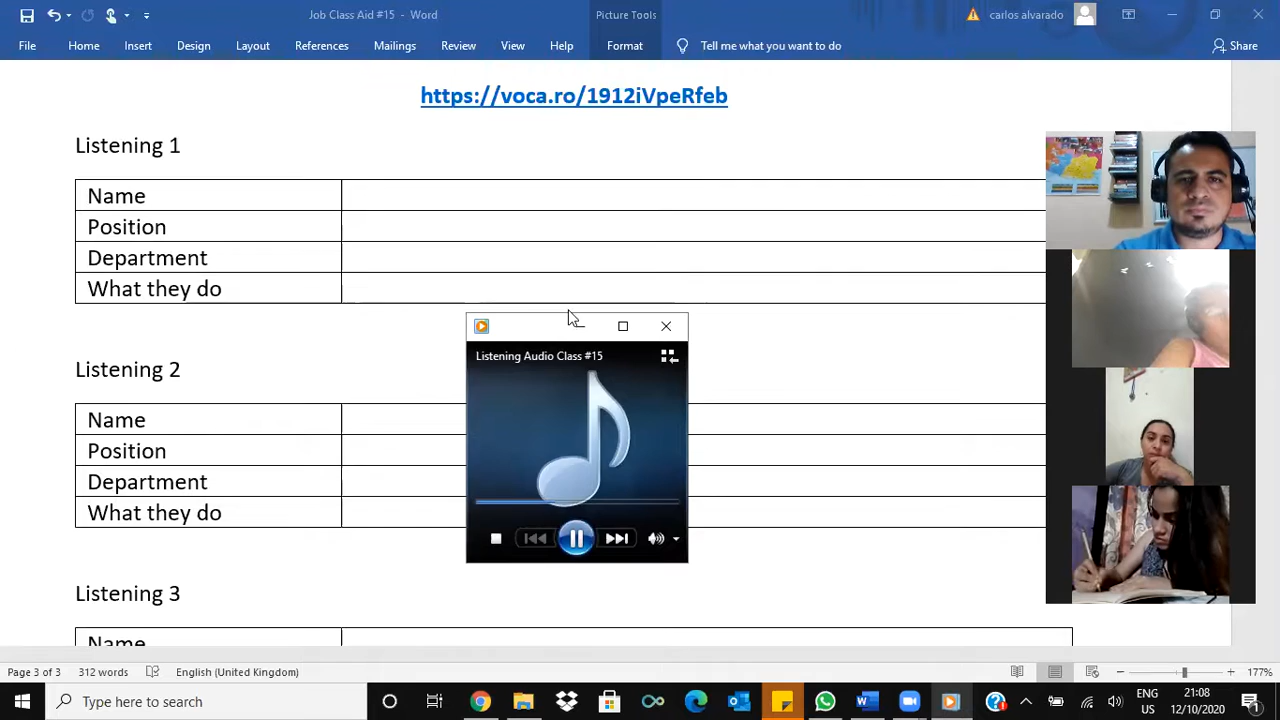 Job Class Aid #15 - Word
Picture Tools
carlos alvarado
File Home Insert Design Layout References Mailings Review View Help Format Tell me what you want to do Share
https://voca.ro/1912iVpeRfeb
Listening 1
Name
Position
Department
What they do
Listening Audio Class #15
Listening 2
Name
Position
Department
What they do
Listening 3
Name
Page 3 of 3 312 words English (United Kingdom) 177%
Type here to search
ENG
US
21:08
12/10/2020
1